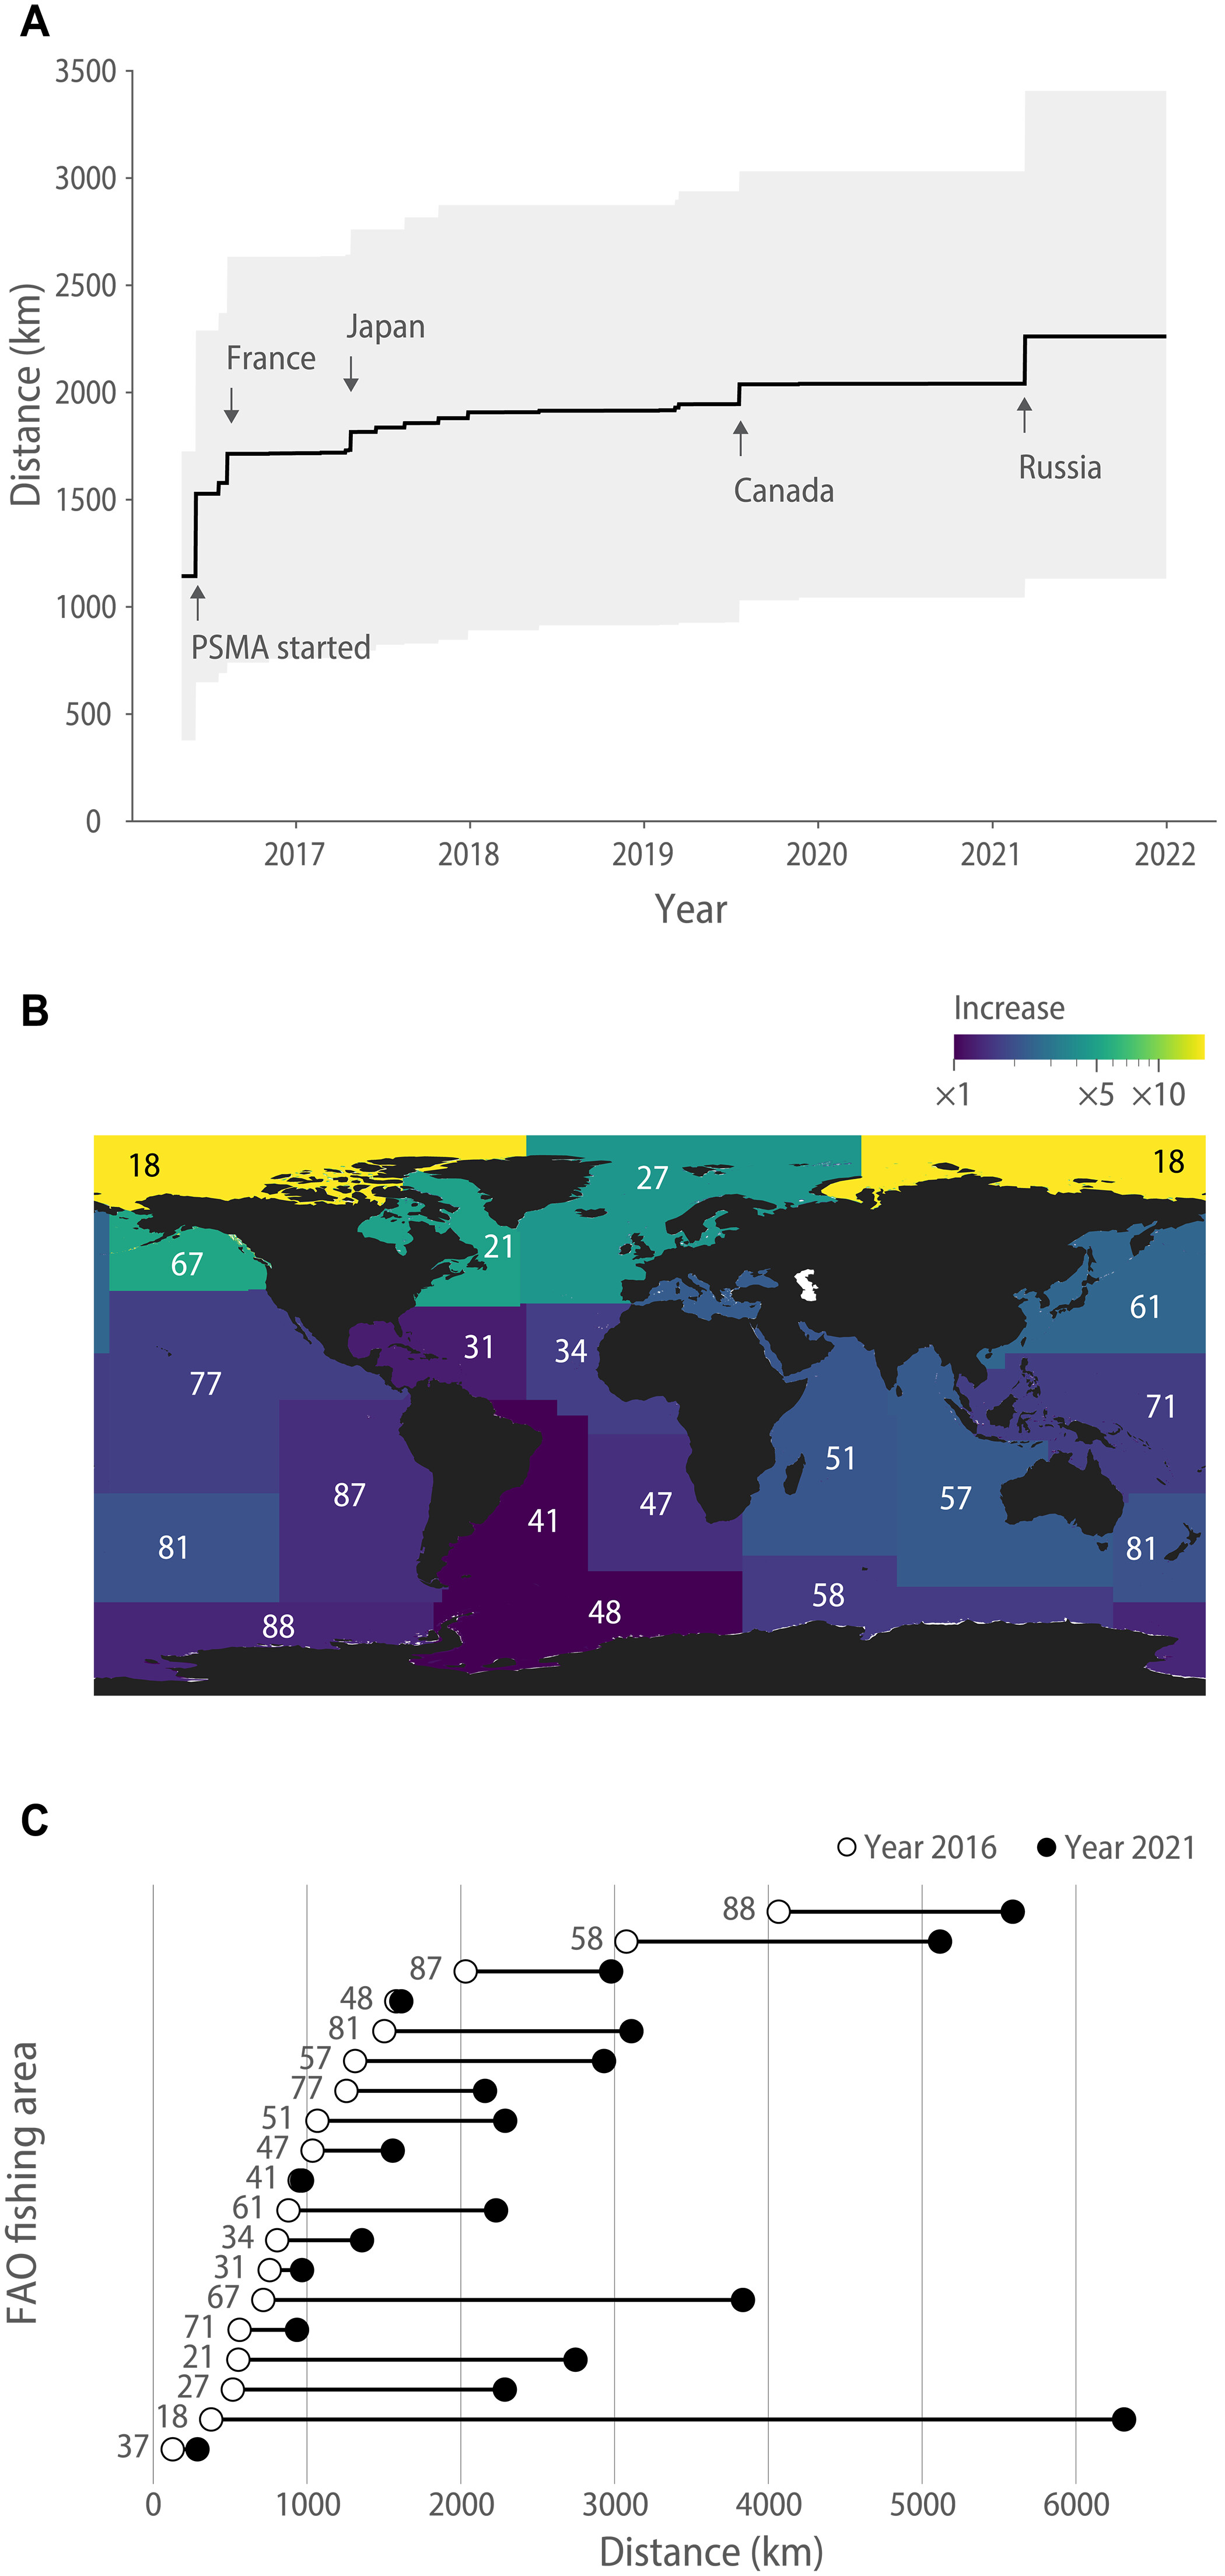 A
3500
3000
2500
2000
1500
1000
500
0
Distance (km)
France
Japan
PSMA started
Canada
Russia
2017 2018 2019 2020 2021 2022
Year
B
Increase
×1 ×5 ×10
18 27 18
67 21 61
31 34
77 71
51
87 47 57
41
81 81
58
88 48
C
Year 2016 Year 2021
FAO fishing area
88
58
87
48
81
57
77
51
47
41
61
34
31
67
71
21
27
18
37
0 1000 2000 3000 4000 5000 6000
Distance (km)